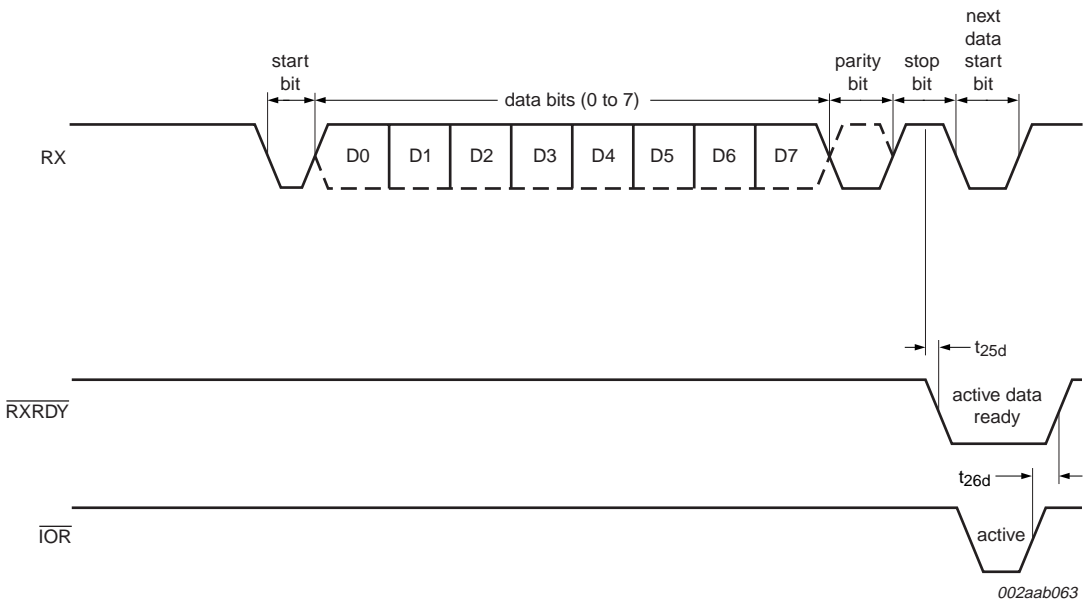 next
data
start
bit
start
bit
parity
bit
stop
bit
data bits (0 to 7)
RX
D0 D1 D2 D3 D4 D5 D6 D7
t25d
RXRDY
active data
ready
t26d
IOR
active
002aab063